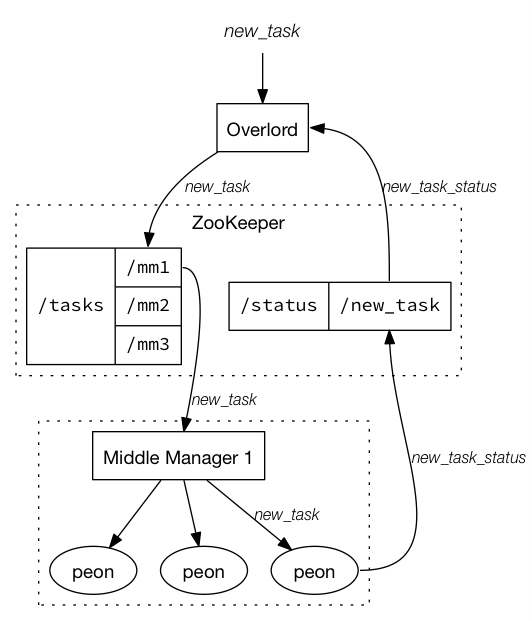 new_task
Overlord
new_task
new_task_status
ZooKeeper
/tasks
/mm1
/mm2
/mm3
/status
/new_task
new_task
Middle Manager 1
new_task_status
new_task
peon
peon
peon